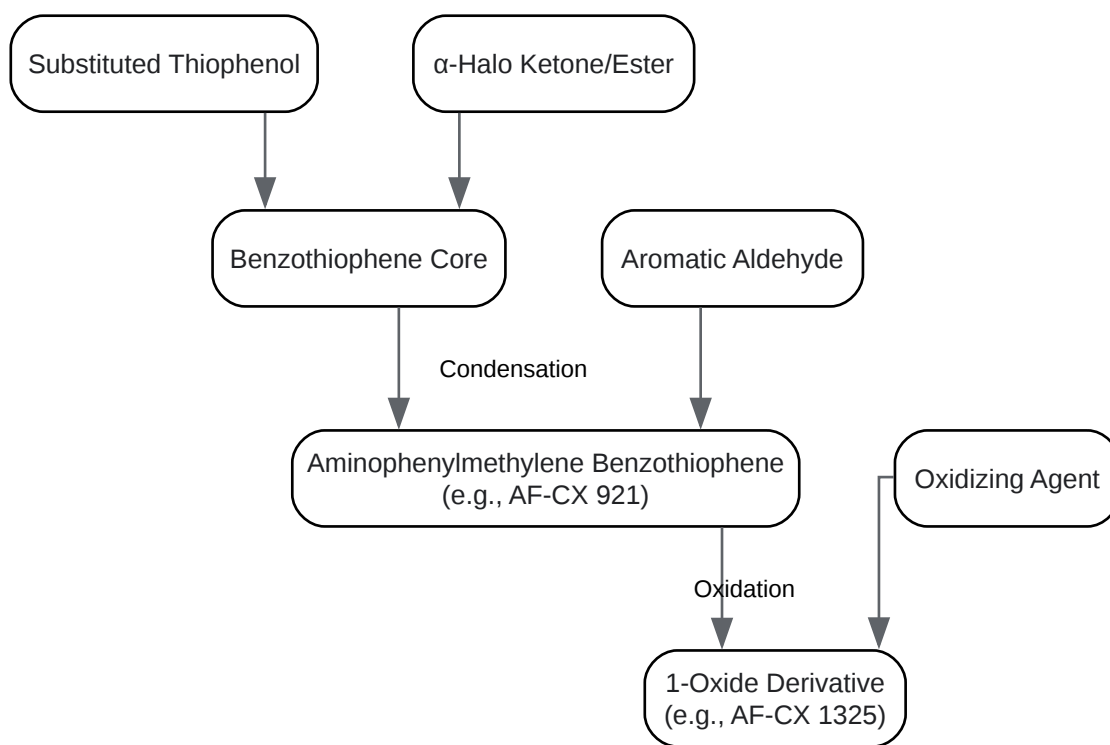 Substituted Thiophenol
α-Halo Ketone/Ester
Benzothiophene Core
Aromatic Aldehyde
Condensation
Aminophenylmethylene Benzothiophene
(e.g., AF-CX 921)
Oxidizing Agent
Oxidation
1-Oxide Derivative
(e.g., AF-CX 1325)